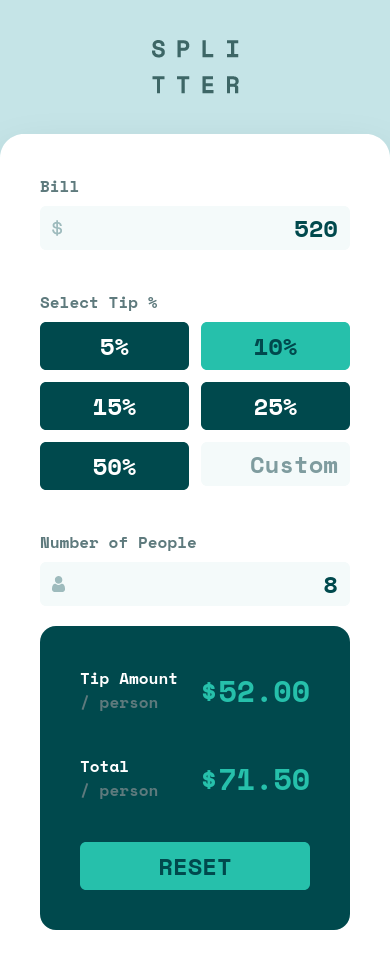 SPLI
TTER
Bill
$ 520
Select Tip %
5% 10%
15% 25%
50% Custom
Number of People
8
Tip Amount
/ person $52.00
Total
/ person $71.50
RESET